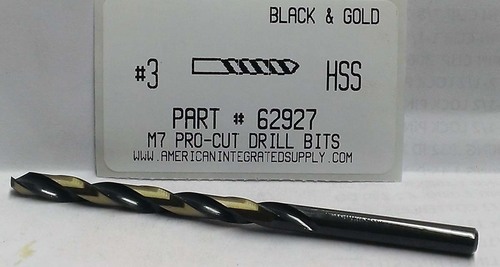 BLACK & GOLD
#3 HSS
PART # 62927
M7 PRO-CUT DRILL BITS
WWW.AMERICANINTEGRATEDSUPPLY.COM